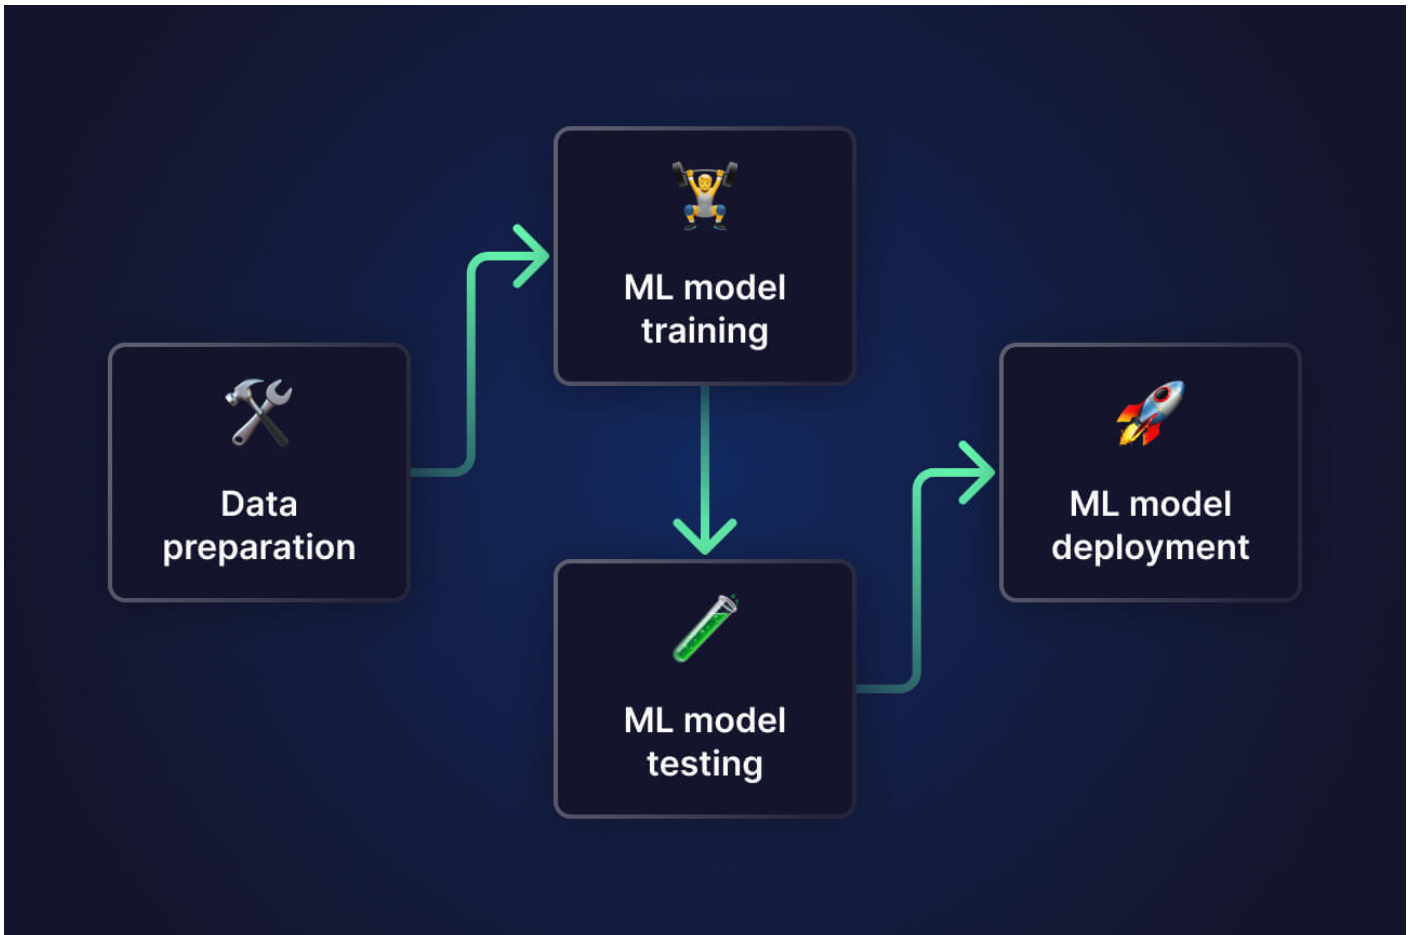 Data
preparation
ML model
training
ML model
testing
ML model
deployment